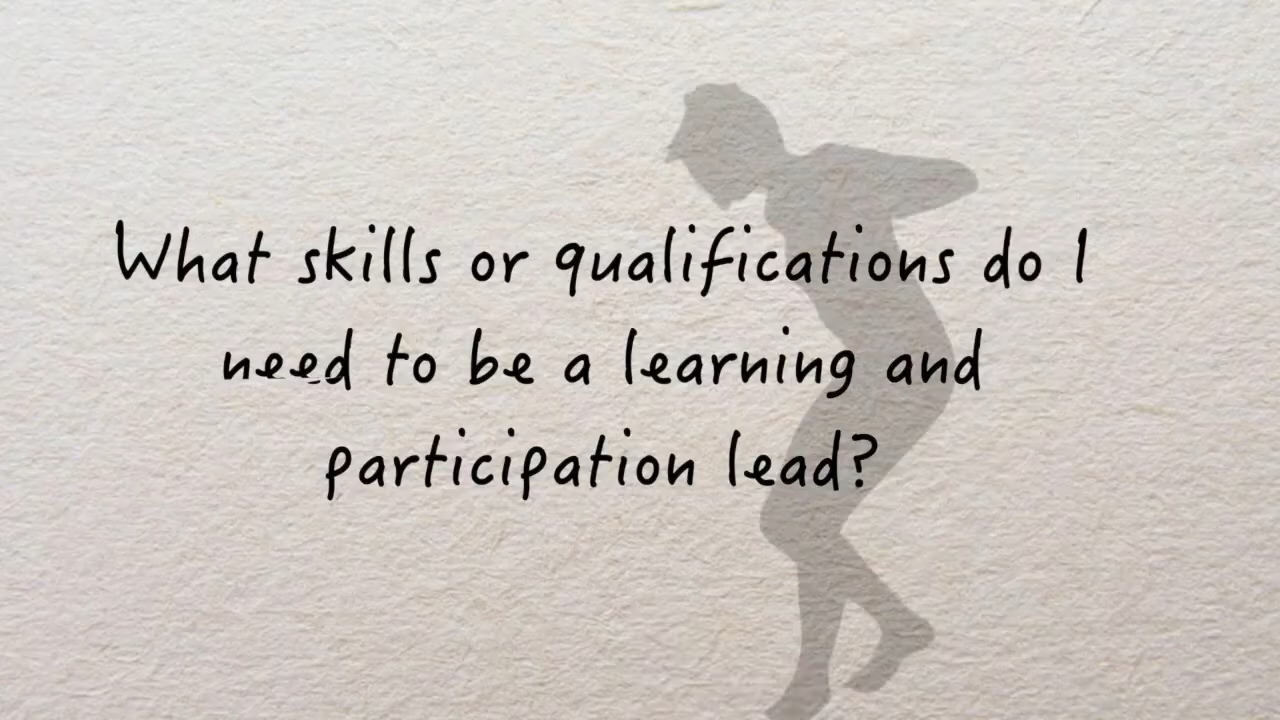 What skills or qualifications do I
need to be a learning and
participation lead?